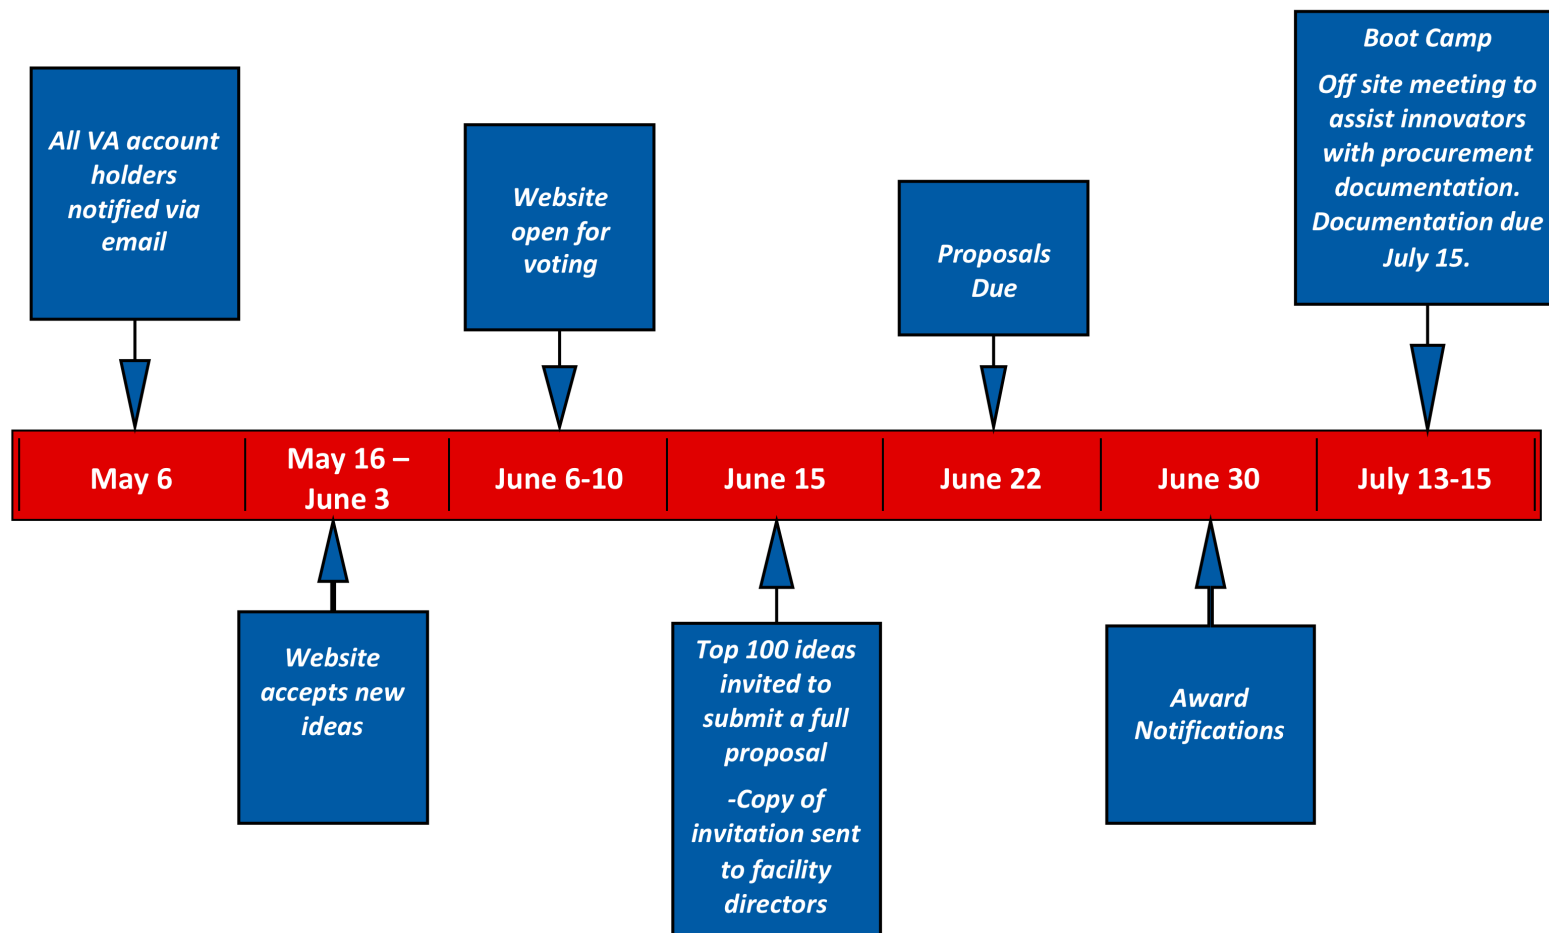 All VA account
holders
notified via
email
Website
open for
voting
Proposals
Due
Boot Camp
Off site meeting to
assist innovators
with procurement
documentation.
Documentation due
July 15.
May 6
May 16 –
June 3
June 6-10
June 15
June 22
June 30
July 13-15
Website
accepts new
ideas
Top 100 ideas
invited to
submit a full
proposal
-Copy of
invitation sent
to facility
directors
Award
Notifications